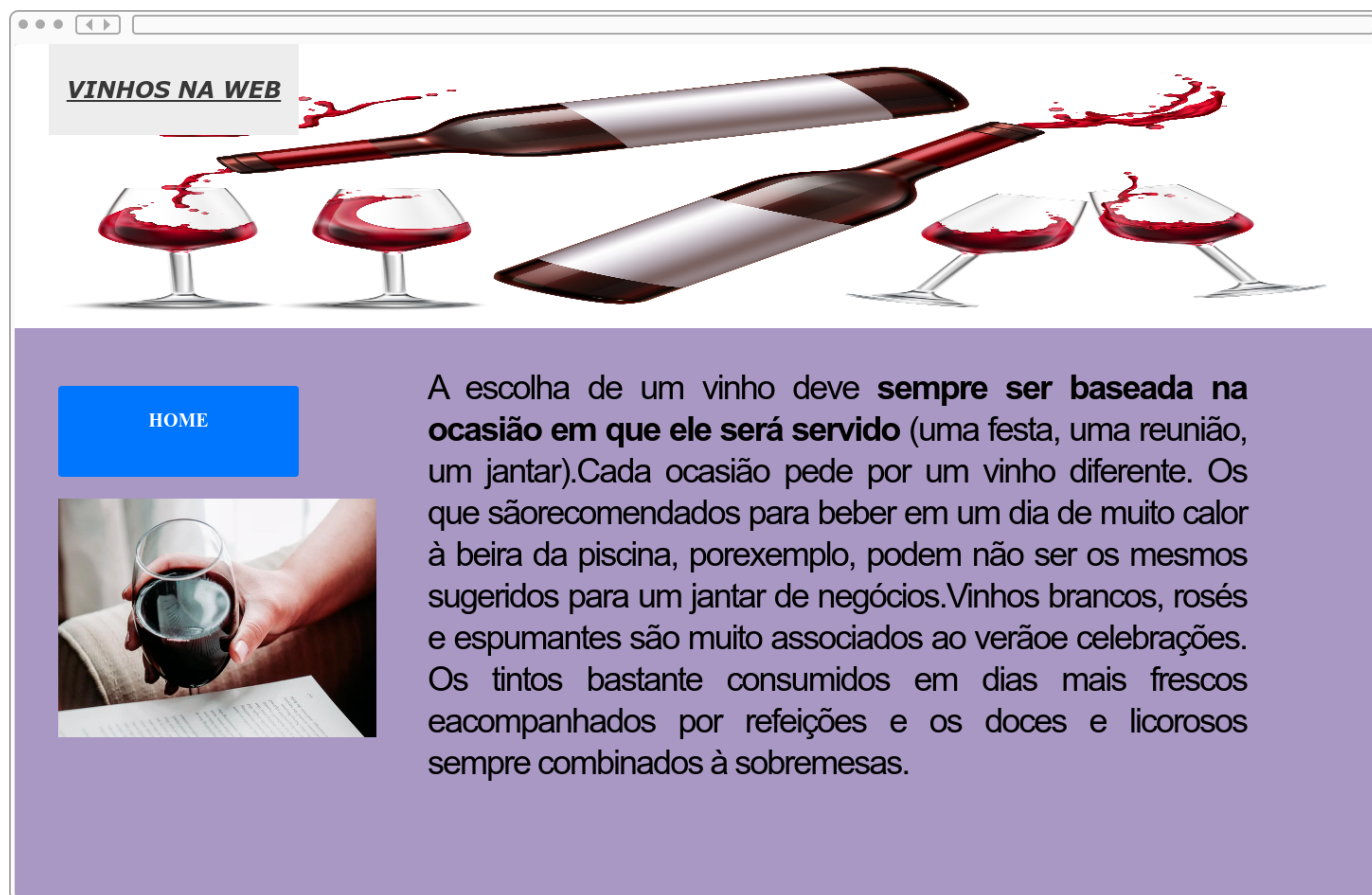 VINHOS NA WEB
HOME
A escolha de um vinho deve sempre ser baseada na
ocasião em que ele será servido (uma festa, uma reunião,
um jantar).Cada ocasião pede por um vinho diferente. Os
que sãorecomendados para beber em um dia de muito calor
à beira da piscina, porexemplo, podem não ser os mesmos
sugeridos para um jantar de negócios.Vinhos brancos, rosés
e espumantes são muito associados ao verãoe celebrações.
Os tintos bastante consumidos em dias mais frescos
eacompanhados por refeições e os doces e licorosos
sempre combinados à sobremesas.